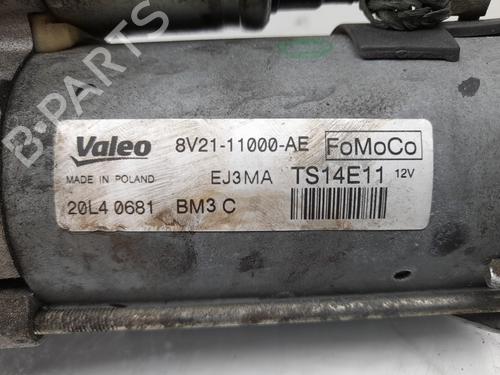 Valeo 8V21-11000-AE FoMoCo
MADE IN POLAND EJ3MA TS14E11 12V
20L4 0681 BM3 C
B-PARTS